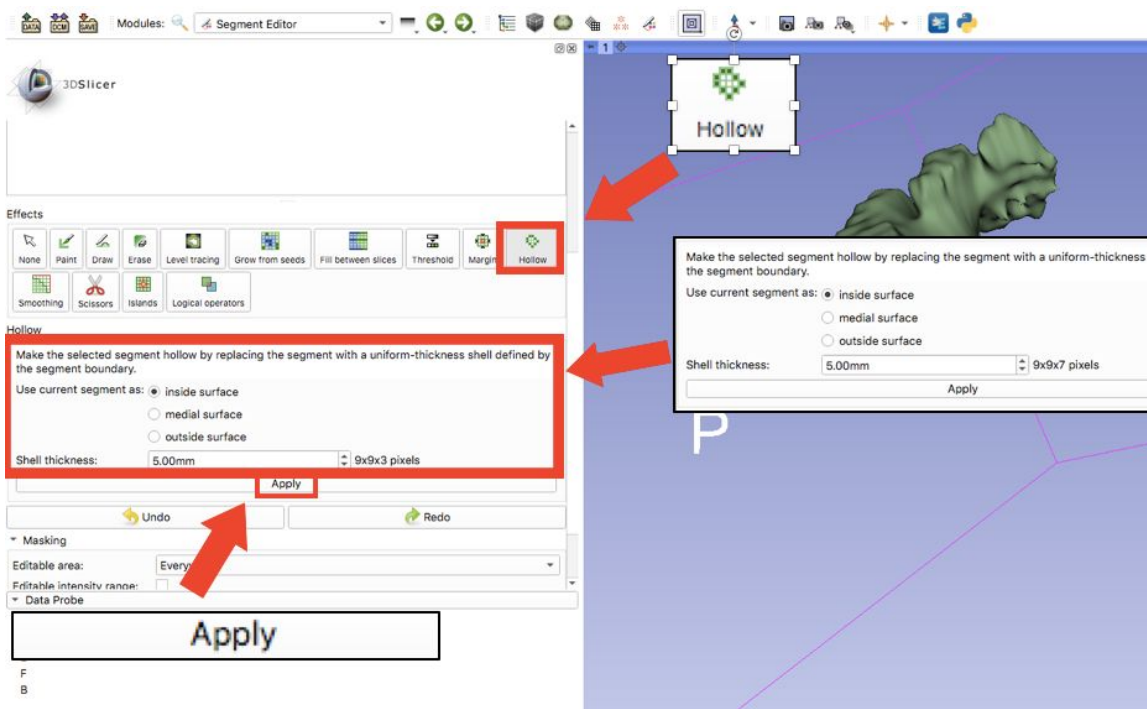 DATA DCM SAVE Modules: Segment Editor
1
3DSlicer
Hollow
Effects
None Paint Draw Erase Level tracing Grow from seeds Fill between slices Threshold Margin Hollow
Smoothing Scissors Islands Logical operators
Hollow
Make the selected segment hollow by replacing the segment with a uniform-thickness shell defined by
the segment boundary.
Use current segment as: inside surface
medial surface
outside surface
Shell thickness: 5.00mm 9x9x3 pixels
Apply
Make the selected segment hollow by replacing the segment with a uniform-thickness
the segment boundary.
Use current segment as: inside surface
medial surface
outside surface
Shell thickness: 5.00mm 9x9x7 pixels
Apply
P
Undo Redo
Masking
Editable area:
Editable intensity range:
Data Probe
Apply
F
B